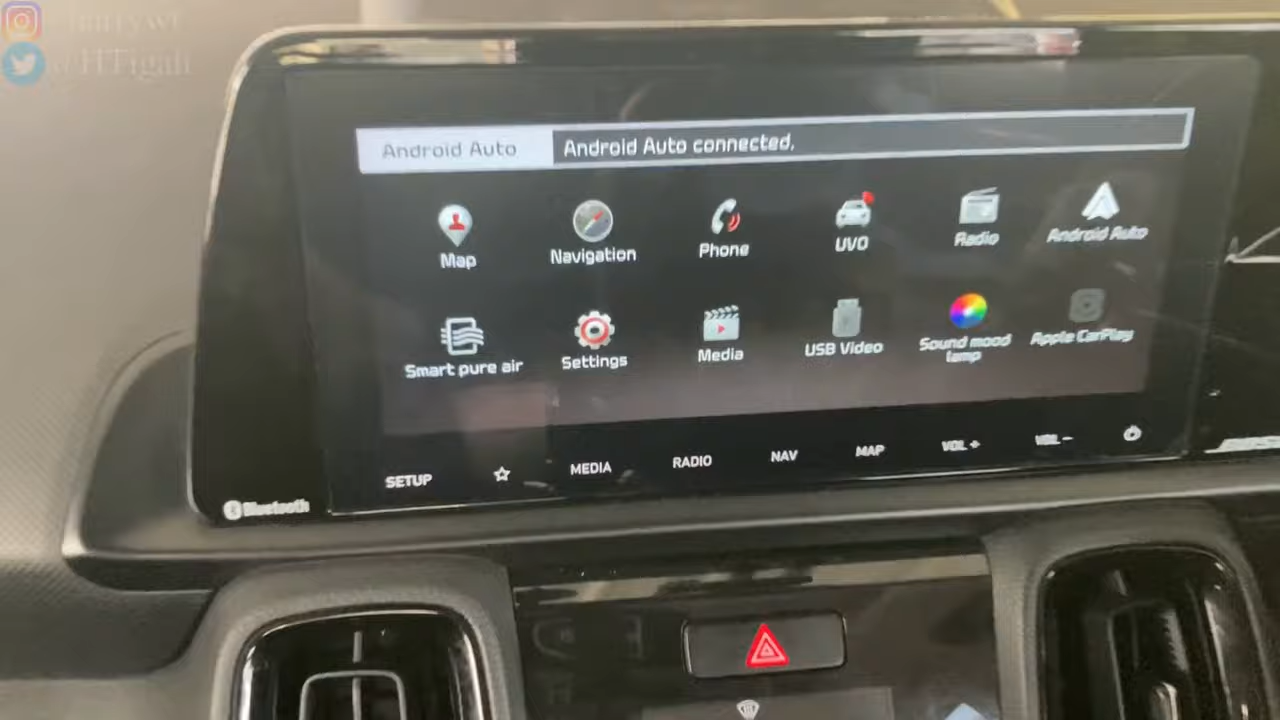 Android Auto
Android Auto connected.
Map
Navigation
Phone
UVO
Radio
Android Auto
Smart pure air
Settings
Media
USB Video
Sound mood
lamp
Apple CarPlay
SETUP
MEDIA
RADIO
NAV
MAP
VOL +
VOL −
Bluetooth